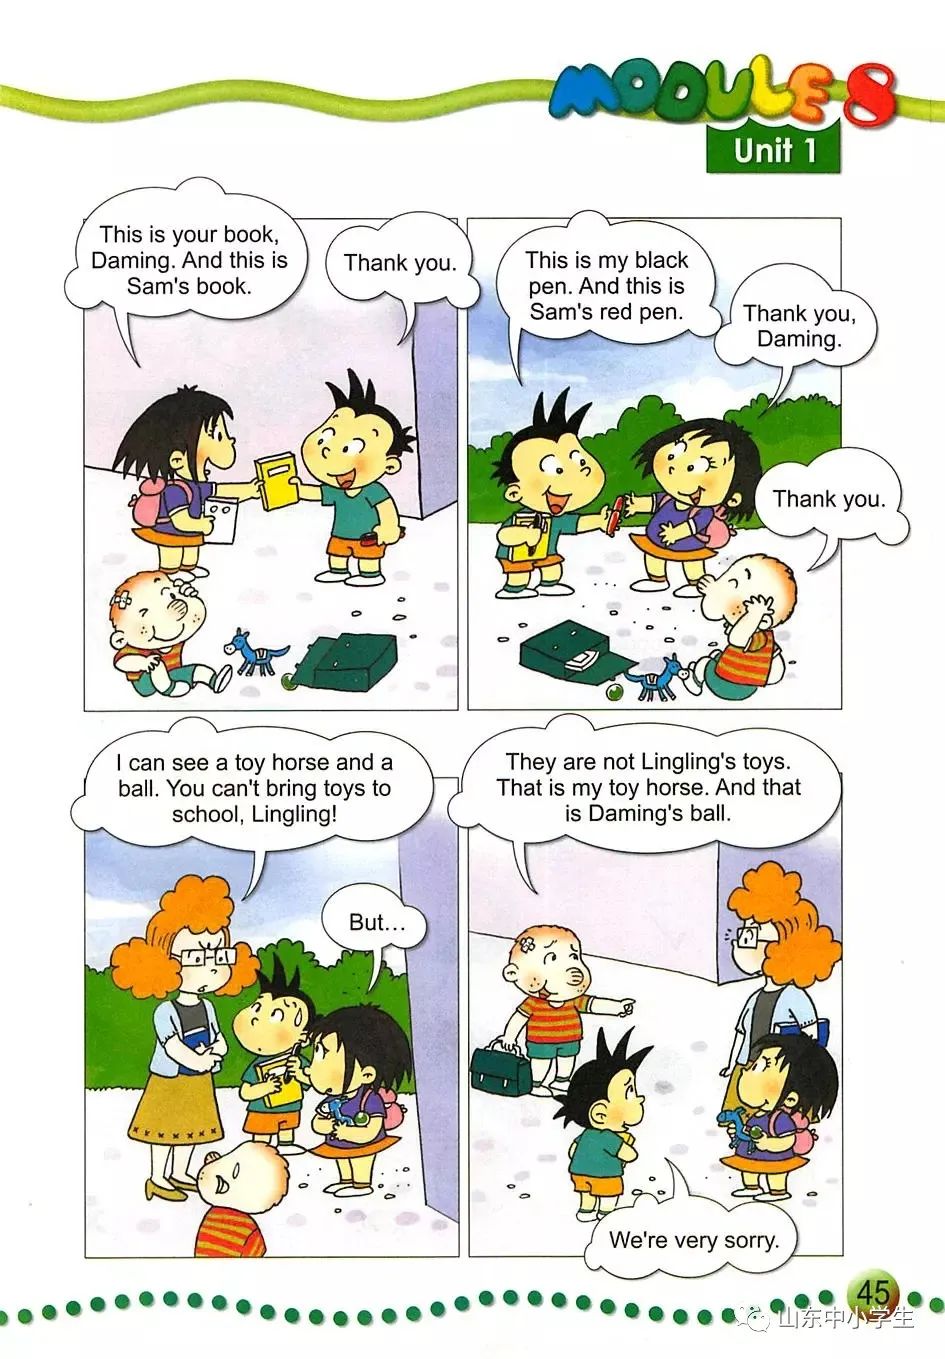 MODULE 8
Unit 1
This is your book,
Daming. And this is
Sam's book.
Thank you.
This is my black
pen. And this is
Sam's red pen.
Thank you,
Daming.
Thank you.
I can see a toy horse and a
ball. You can't bring toys to
school, Lingling!
But...
They are not Lingling's toys.
That is my toy horse. And that
is Daming's ball.
We're very sorry.
45
山东中小学生